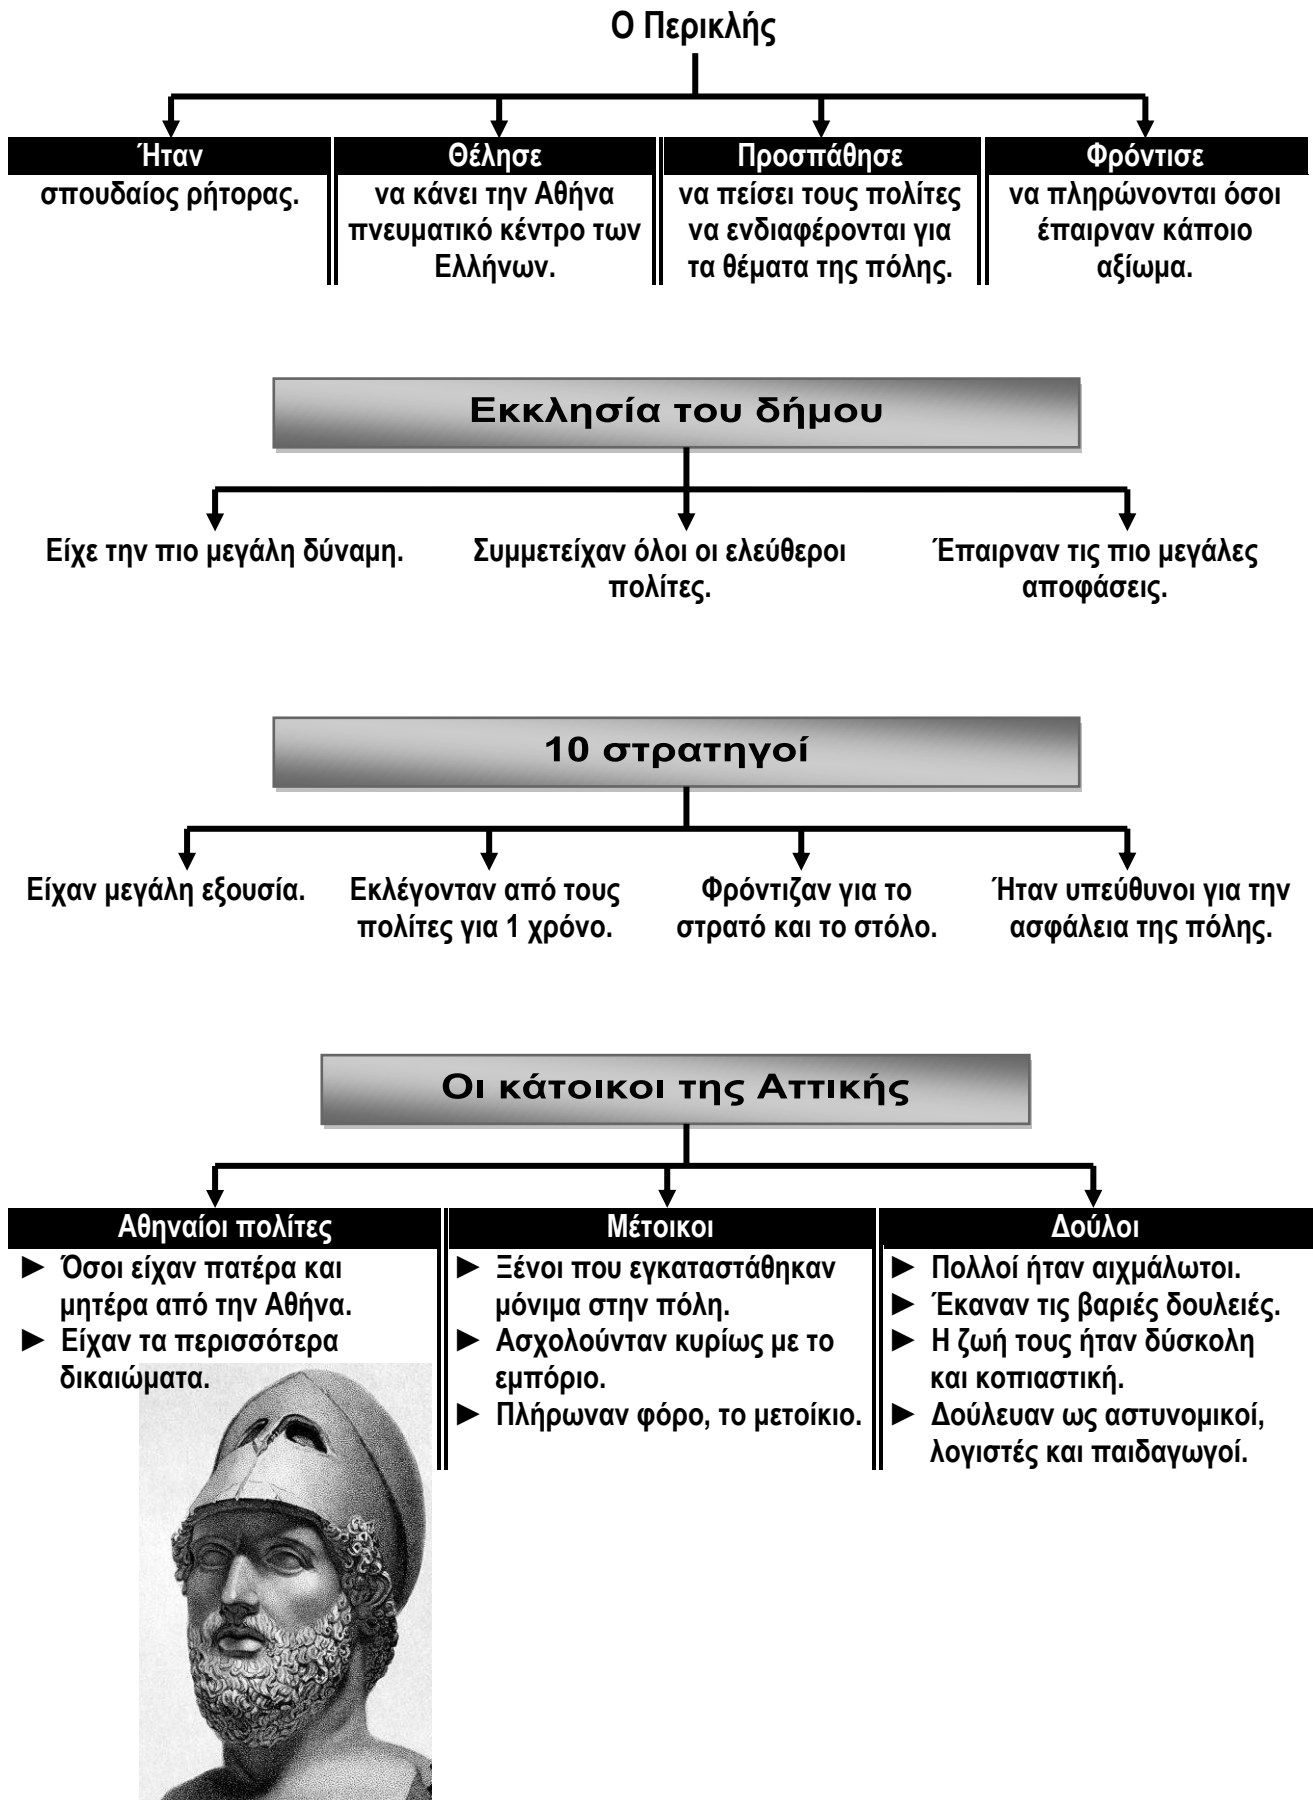 Ο Περικλής
Ήταν
σπουδαίος ρήτορας.
Θέλησε
να κάνει την Αθήνα
πνευματικό κέντρο των
Ελλήνων.
Προσπάθησε
να πείσει τους πολίτες
να ενδιαφέρονται για
τα θέματα της πόλης.
Φρόντισε
να πληρώνονται όσοι
έπαιρναν κάποιο
αξίωμα.
Εκκλησία του δήμου
Είχε την πιο μεγάλη δύναμη.
Συμμετείχαν όλοι οι ελεύθεροι
πολίτες.
Έπαιρναν τις πιο μεγάλες
αποφάσεις.
10 στρατηγοί
Είχαν μεγάλη εξουσία.
Εκλέγονταν από τους
πολίτες για 1 χρόνο.
Φρόντιζαν για το
στρατό και το στόλο.
Ήταν υπεύθυνοι για την
ασφάλεια της πόλης.
Οι κάτοικοι της Αττικής
Αθηναίοι πολίτες
► Όσοι είχαν πατέρα και
μητέρα από την Αθήνα.
► Είχαν τα περισσότερα
δικαιώματα.
Μέτοικοι
► Ξένοι που εγκαταστάθηκαν
μόνιμα στην πόλη.
► Ασχολούνταν κυρίως με το
εμπόριο.
► Πλήρωναν φόρο, το μετοίκιο.
Δούλοι
► Πολλοί ήταν αιχμάλωτοι.
► Έκαναν τις βαριές δουλειές.
► Η ζωή τους ήταν δύσκολη
και κοπιαστική.
► Δούλευαν ως αστυνομικοί,
λογιστές και παιδαγωγοί.